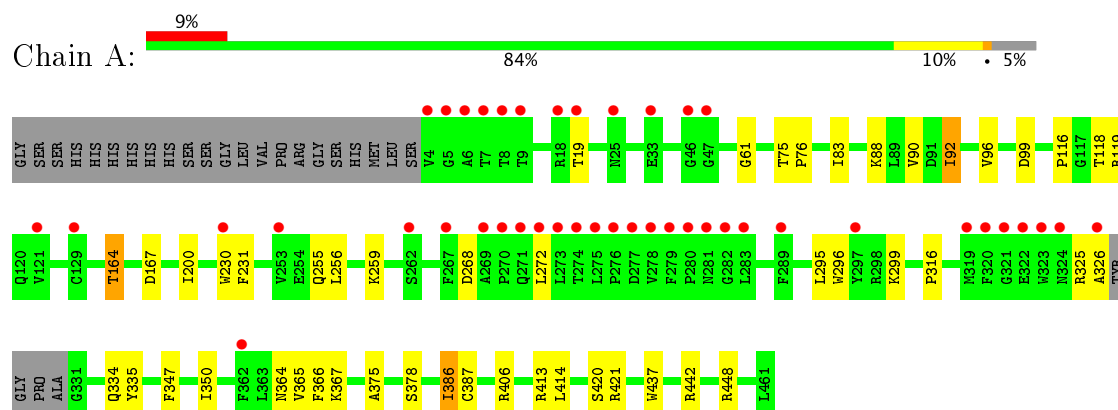 9%
Chain A:
84% 10% • 5%
GLY SER SER HIS HIS HIS HIS HIS HIS SER SER GLY LEU VAL PRO ARG GLY SER HIS MET LEU SER V4 G5 A6 T7 T8 T9 R18 T19 N25 E33 G46 G47 G61 T75 P76 I83 K88 L89 V90 D91 I92 V96 D99 P116 G117 T118 R119
Q120 V121 C129 T164 D167 I200 W230 F231 V253 E254 Q255 L256 K259 S262 F267 D268 A269 P270 Q271 L272 L273 T274 L275 P276 D277 V278 F279 P280 N281 G282 L283 F289 L295 W296 Y297 R298 K299 P316 M319 F320 G321 E322 W323 N324 R325 A326 TYR
GLY PRO ALA G331 Q334 Y335 F347 I350 F362 L363 N364 V365 F366 K367 A375 S378 I386 C387 R406 R413 L414 S420 R421 W437 R442 R448 L461